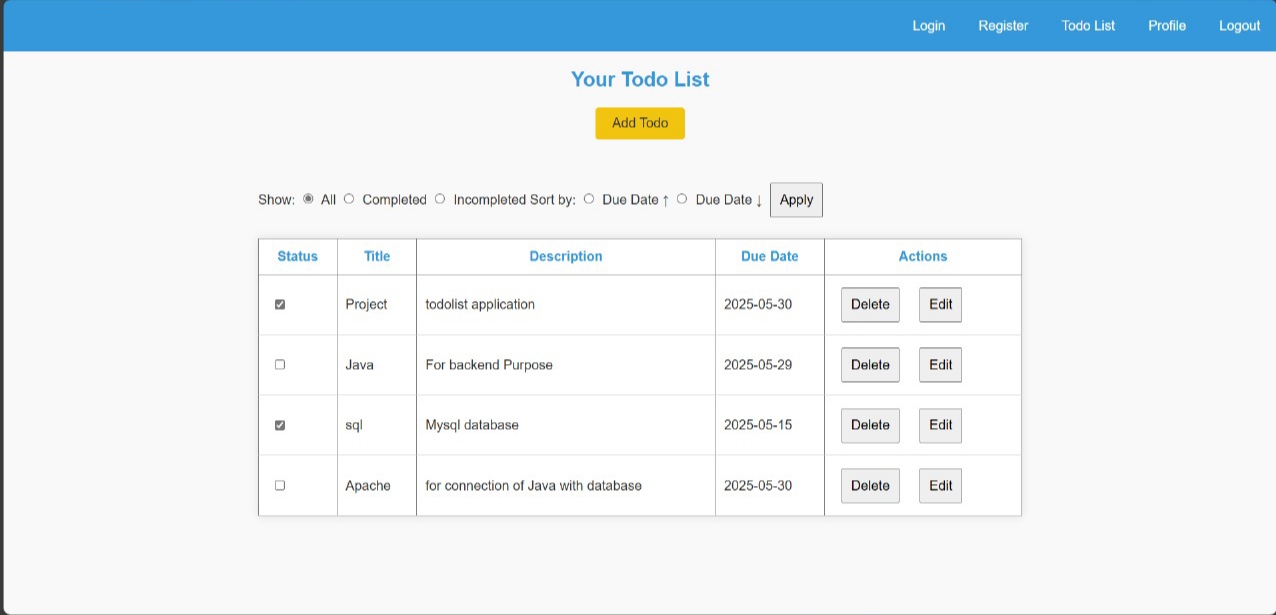 Login Register Todo List Profile Logout
Your Todo List
Add Todo
Show: All Completed Incompleted Sort by: Due Date ↑ Due Date ↓ Apply
Status Title Description Due Date Actions
Project todolist application 2025-05-30 Delete Edit
Java For backend Purpose 2025-05-29 Delete Edit
sql Mysql database 2025-05-15 Delete Edit
Apache for connection of Java with database 2025-05-30 Delete Edit